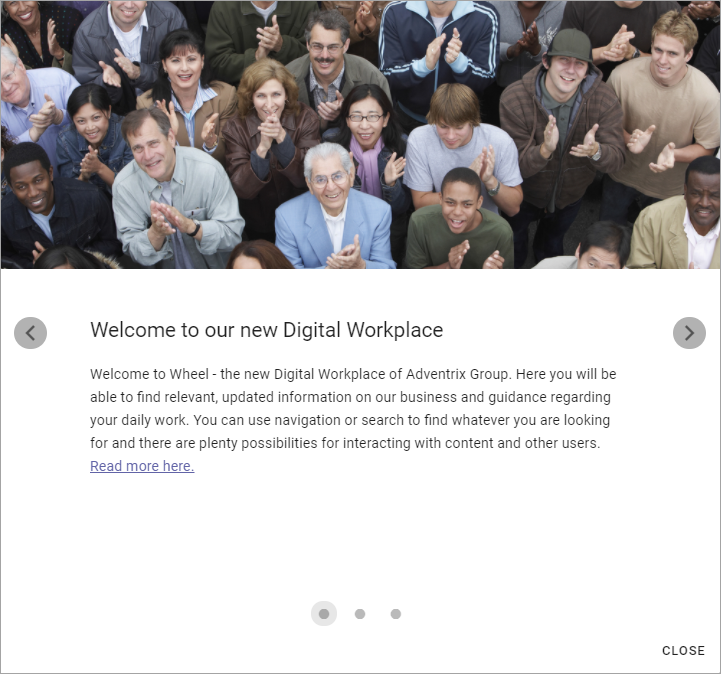 Welcome to our new Digital Workplace
Welcome to Wheel - the new Digital Workplace of Adventrix Group. Here you will be
able to find relevant, updated information on our business and guidance regarding
your daily work. You can use navigation or search to find whatever you are looking
for and there are plenty possibilities for interacting with content and other users.
Read more here.
CLOSE